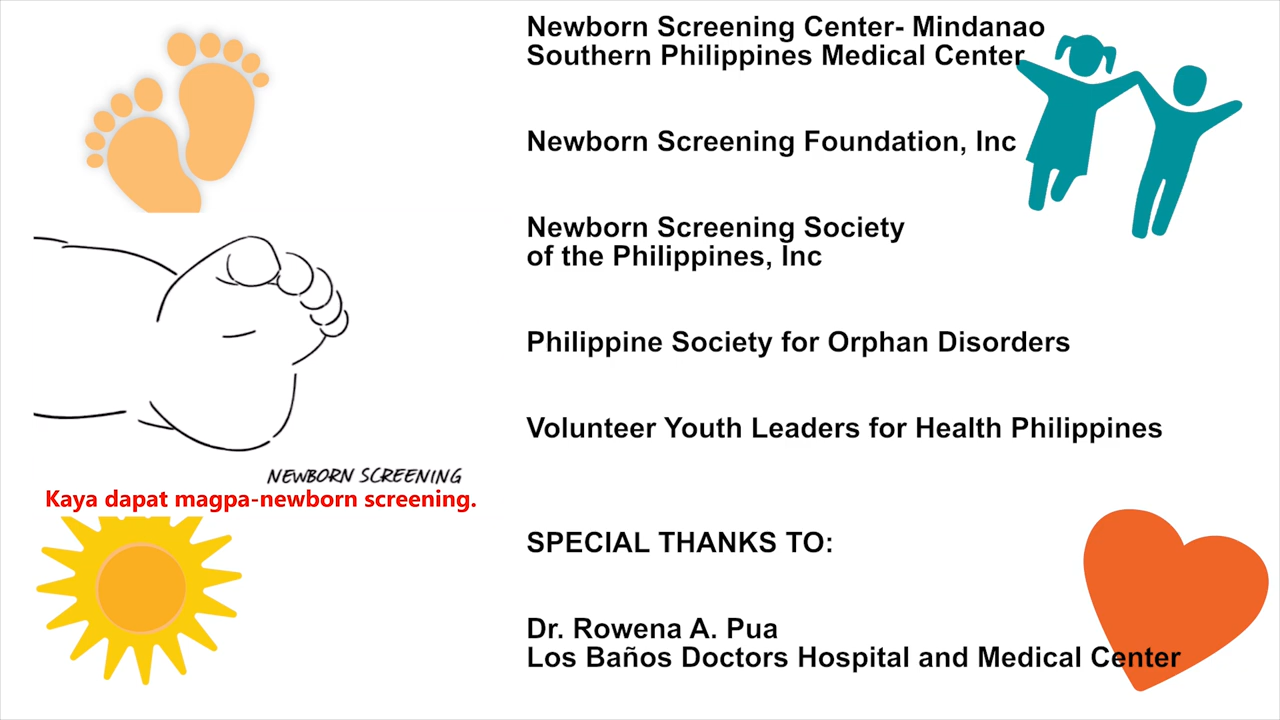 Newborn Screening Center- Mindanao
Southern Philippines Medical Center
Newborn Screening Foundation, Inc
Newborn Screening Society
of the Philippines, Inc
Philippine Society for Orphan Disorders
Volunteer Youth Leaders for Health Philippines
NEWBORN SCREENING
Kaya dapat magpa-newborn screening.
SPECIAL THANKS TO:
Dr. Rowena A. Pua
Los Baños Doctors Hospital and Medical Center